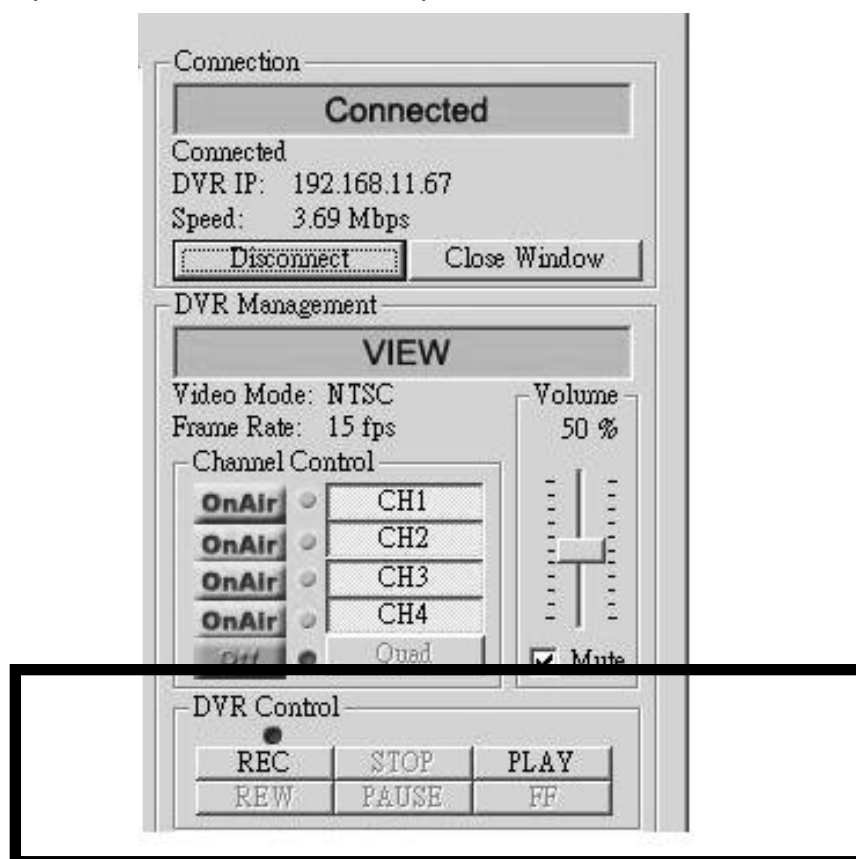 Connection
Connected
Connected
DVR IP: 192.168.11.67
Speed: 3.69 Mbps
Disconnect Close Window
DVR Management
VIEW
Video Mode: NTSC
Frame Rate: 15 fps
Volume
50 %
Channel Control
OnAir CH1
OnAir CH2
OnAir CH3
OnAir CH4
Off Quad
Mute
DVR Control
REC STOP PLAY
REW PAUSE FF